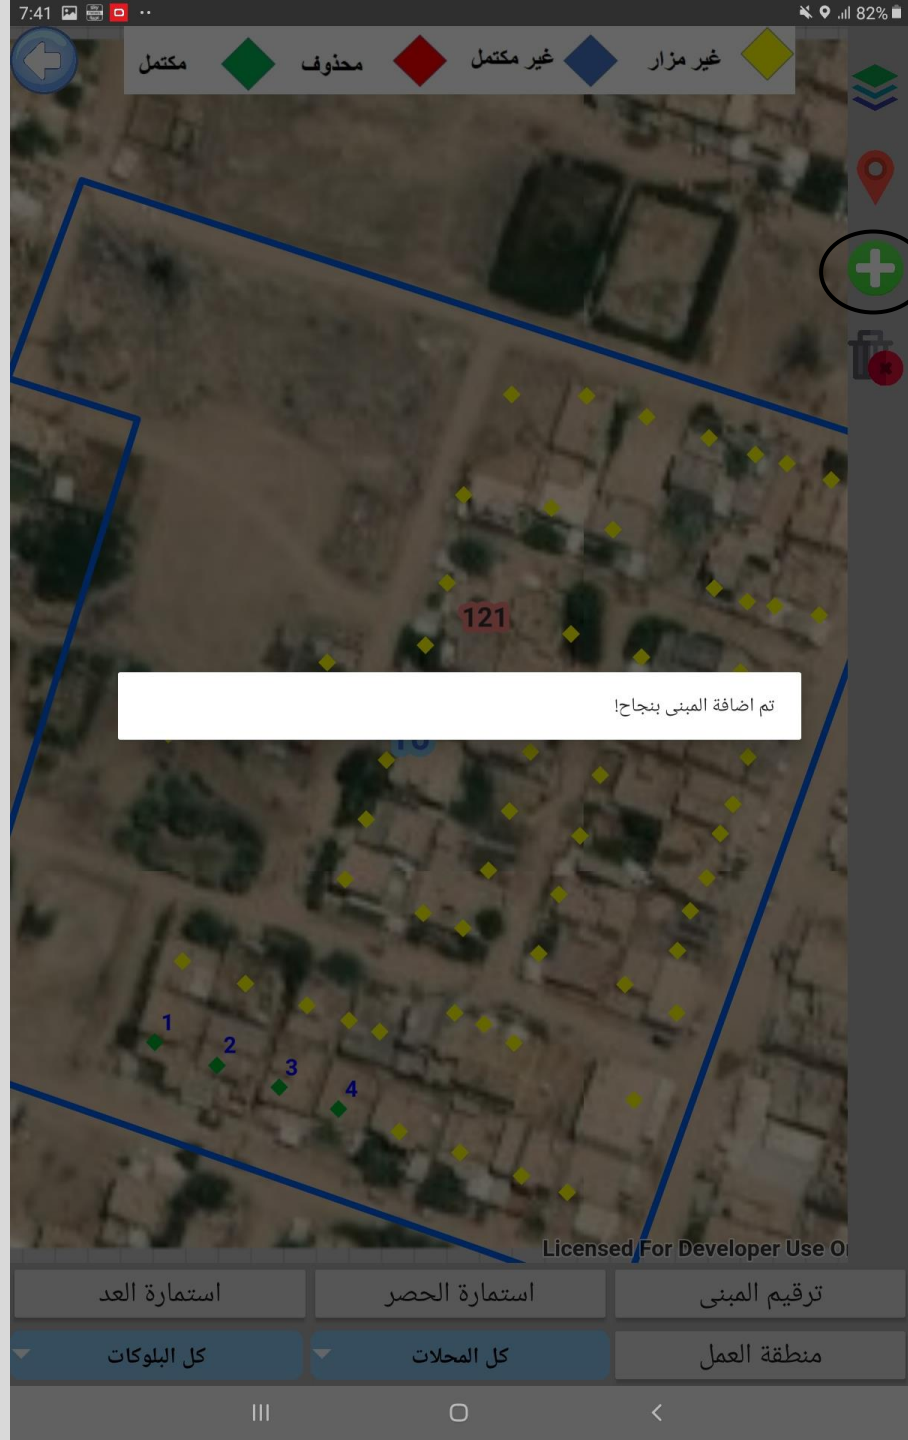 7:41
82%
غير مزار غير مكتمل محذوف مكتمل
121
تم اضافة المبنى بنجاح!
1
2
3
4
Licensed For Developer Use O
ترقيم المبنى استمارة الحصر استمارة العد
منطقة العمل كل المحلات كل البلوكات